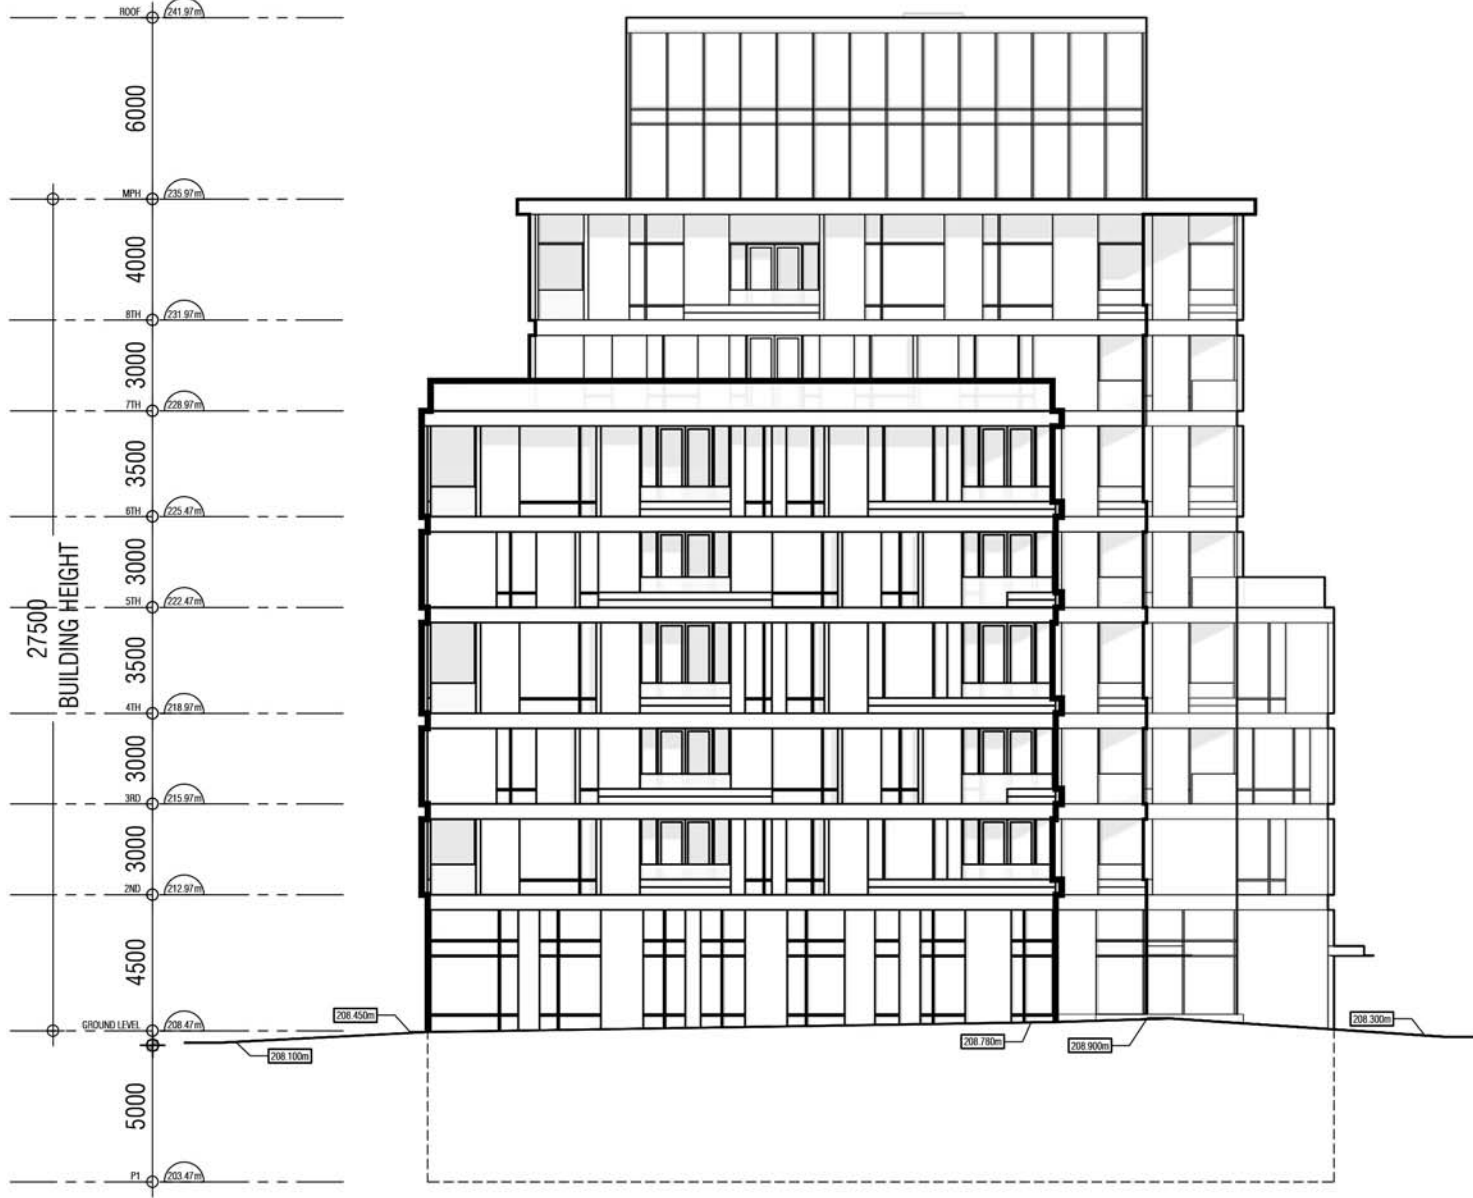 ROOF 241.97m
6000
MPH 235.97m
4000
8TH 231.97m
3000
7TH 228.97m
3500
6TH 225.47m
3000
5TH 222.47m
27500
BUILDING HEIGHT
3500
4TH 218.97m
3000
3RD 215.97m
3000
2ND 212.97m
4500
GROUND LEVEL 208.47m
208.450m
208.100m
208.780m
208.900m
208.300m
5000
P1 203.47m